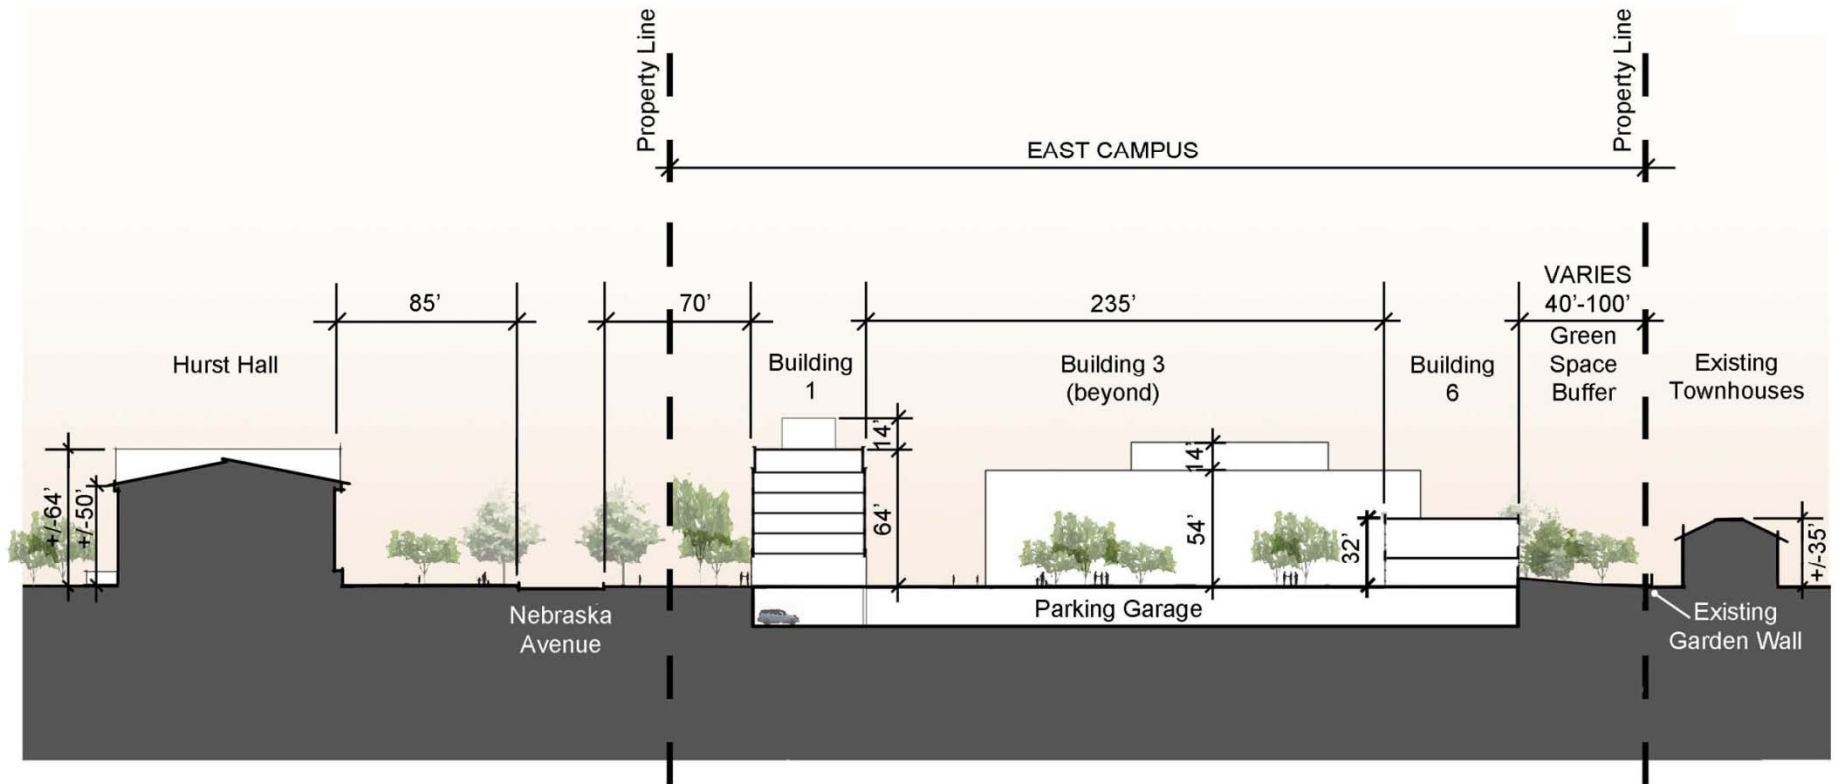 Property Line
Property Line
EAST CAMPUS
85’
70’
235’
VARIES
40’-100’
Green
Space
Buffer
Hurst Hall
Building
1
Building 3
(beyond)
Building
6
Existing
Townhouses
14’
14’
+/-64’
+/-50’
64’
54’
32’
+/-35’
Nebraska
Avenue
Parking Garage
Existing
Garden Wall